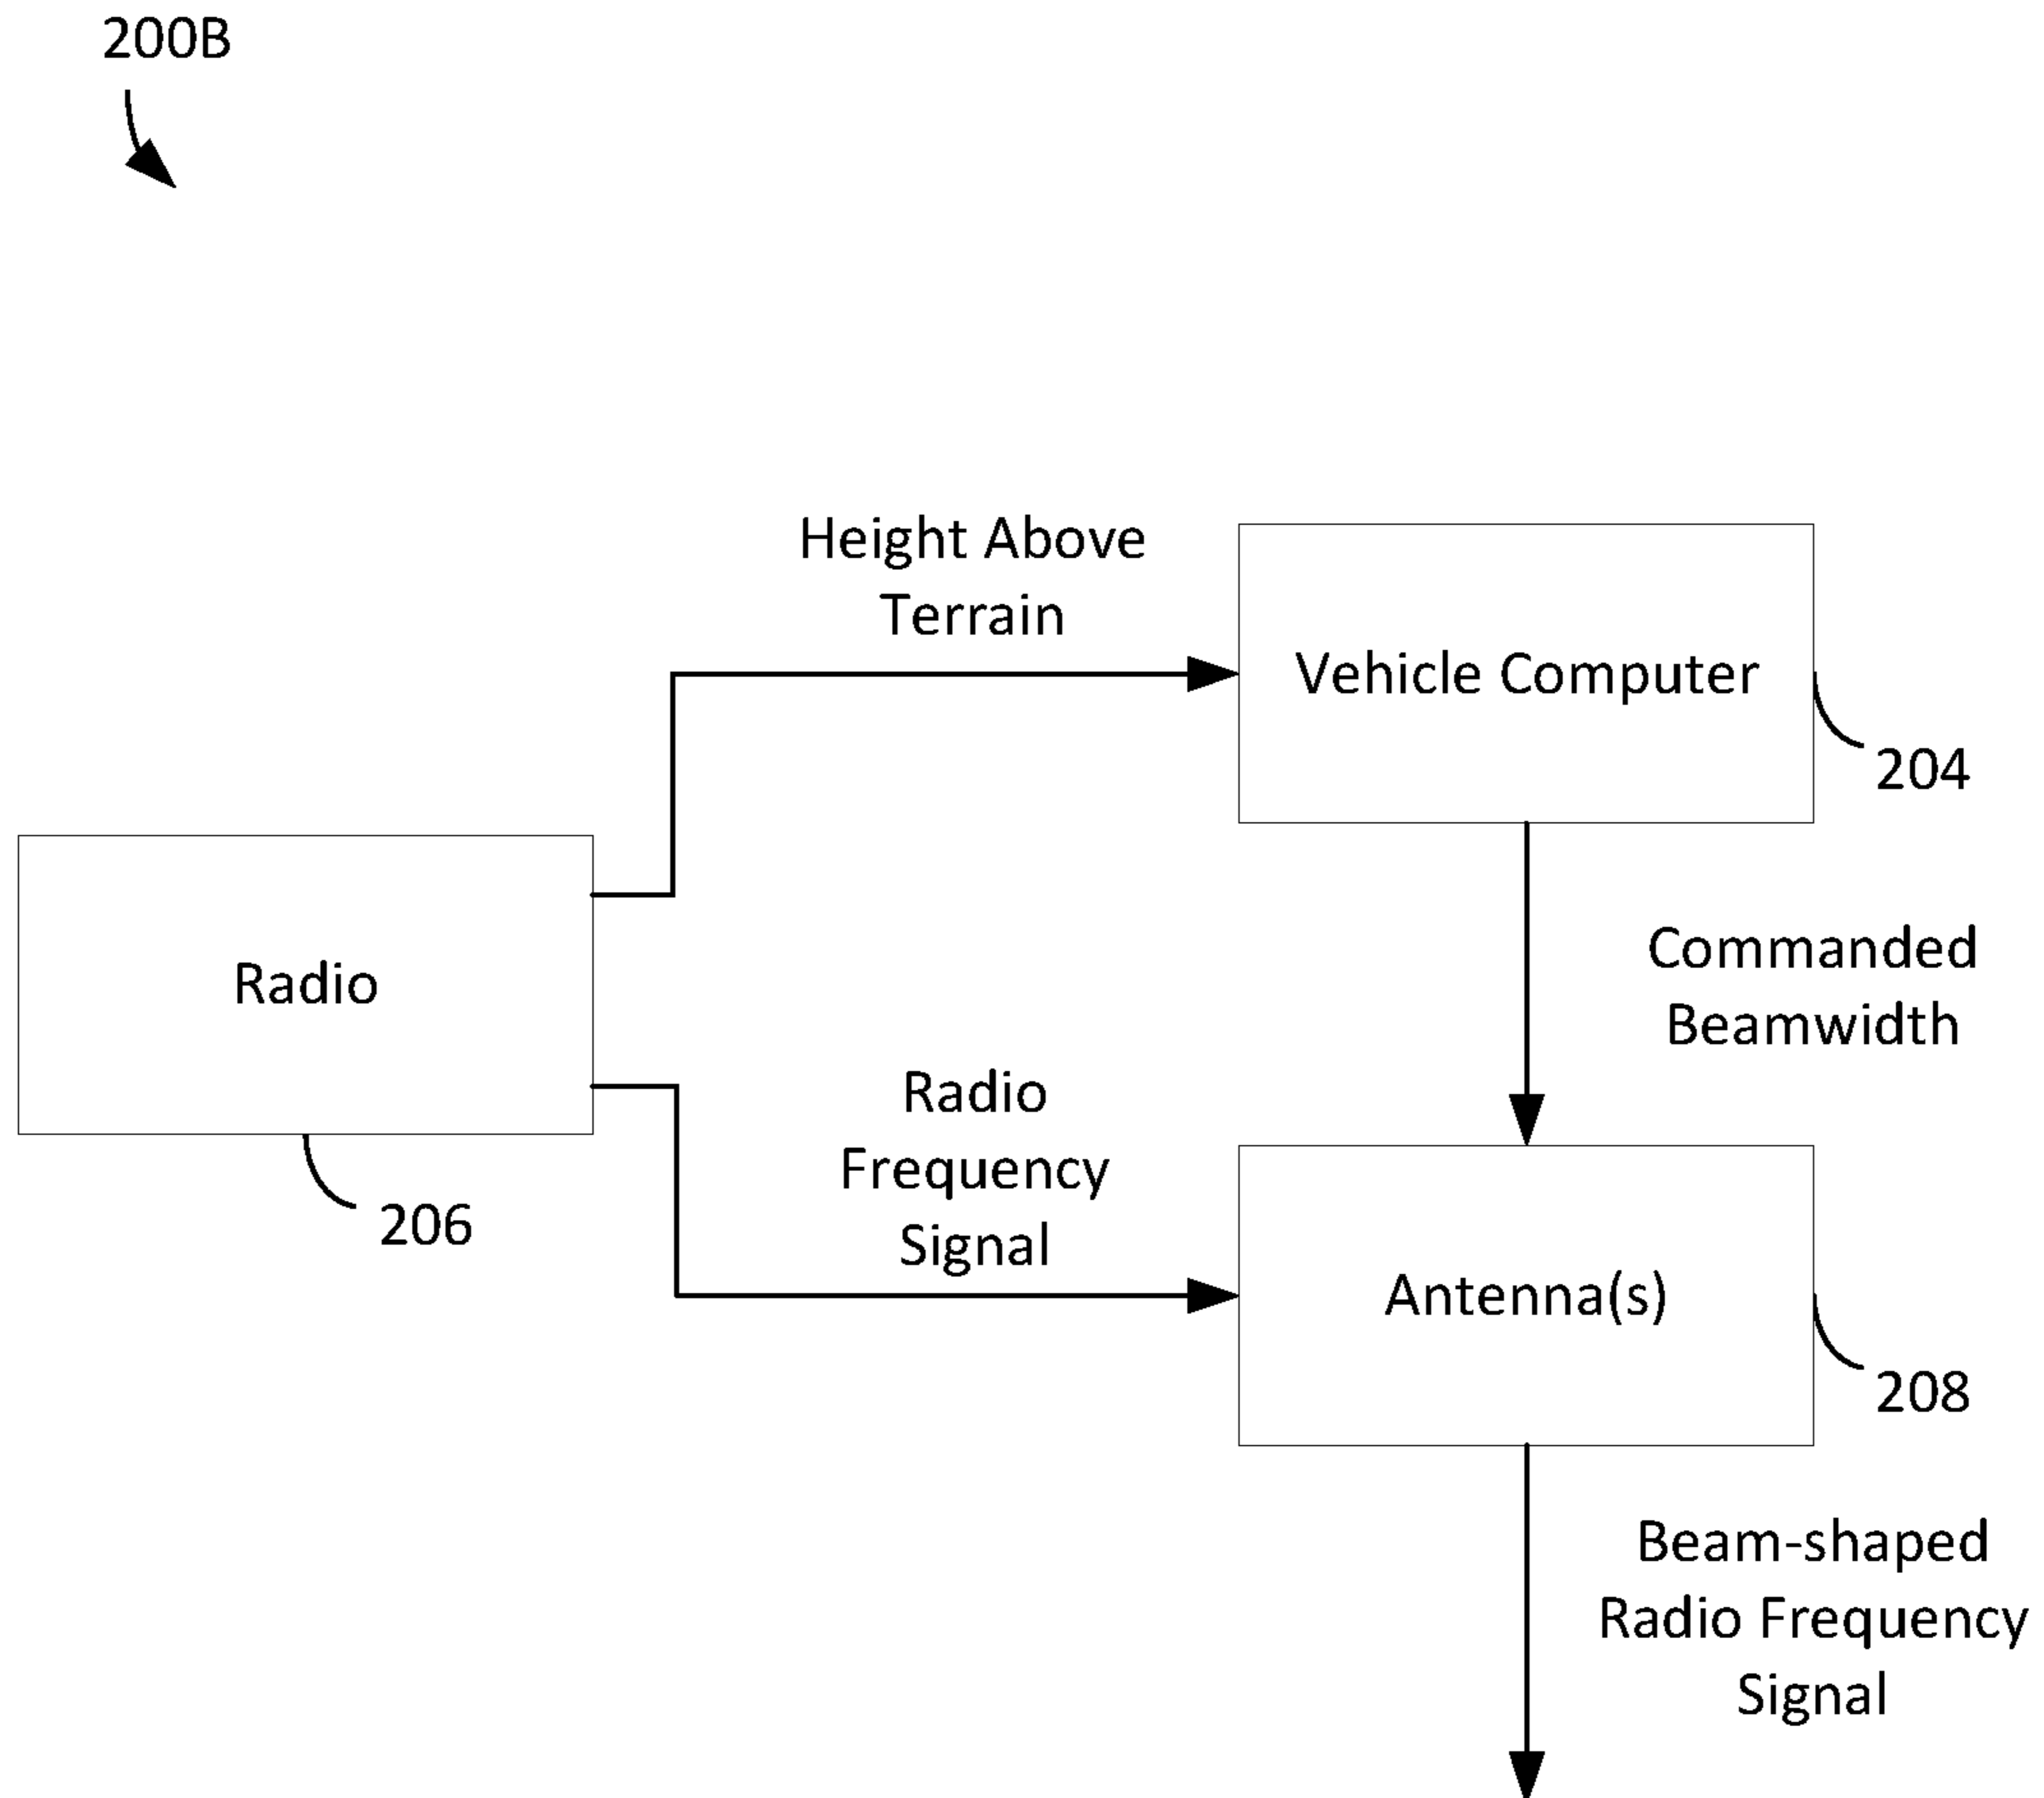 200B
Height Above
Terrain
Vehicle Computer
204
Radio
206
Commanded
Beamwidth
Radio
Frequency
Signal
Antenna(s)
208
Beam-shaped
Radio Frequency
Signal